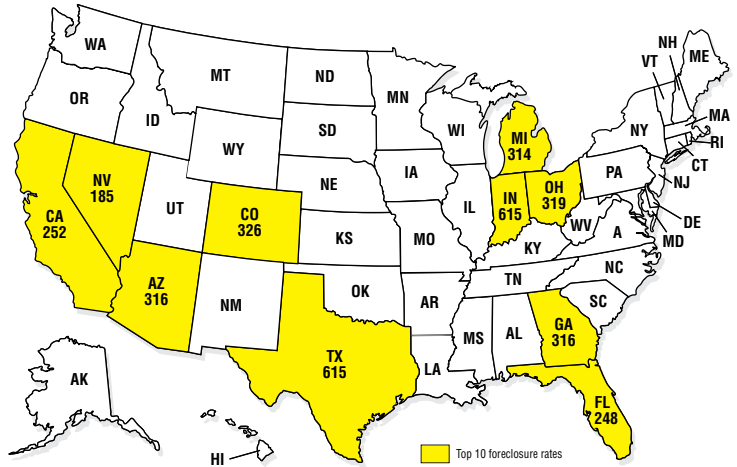 WA
OR
CA
252
NV
185
ID
MT
WY
UT
AZ
316
CO
326
NM
ND
SD
NE
KS
OK
TX
615
MN
IA
MO
AR
LA
WI
IL
MI
314
IN
615
OH
319
KY
TN
MS
AL
GA
316
FL
248
SC
NC
A
WV
PA
NY
VT
NH
ME
MA
RI
CT
NJ
DE
MD
AK
HI
Top 10 foreclosure rates